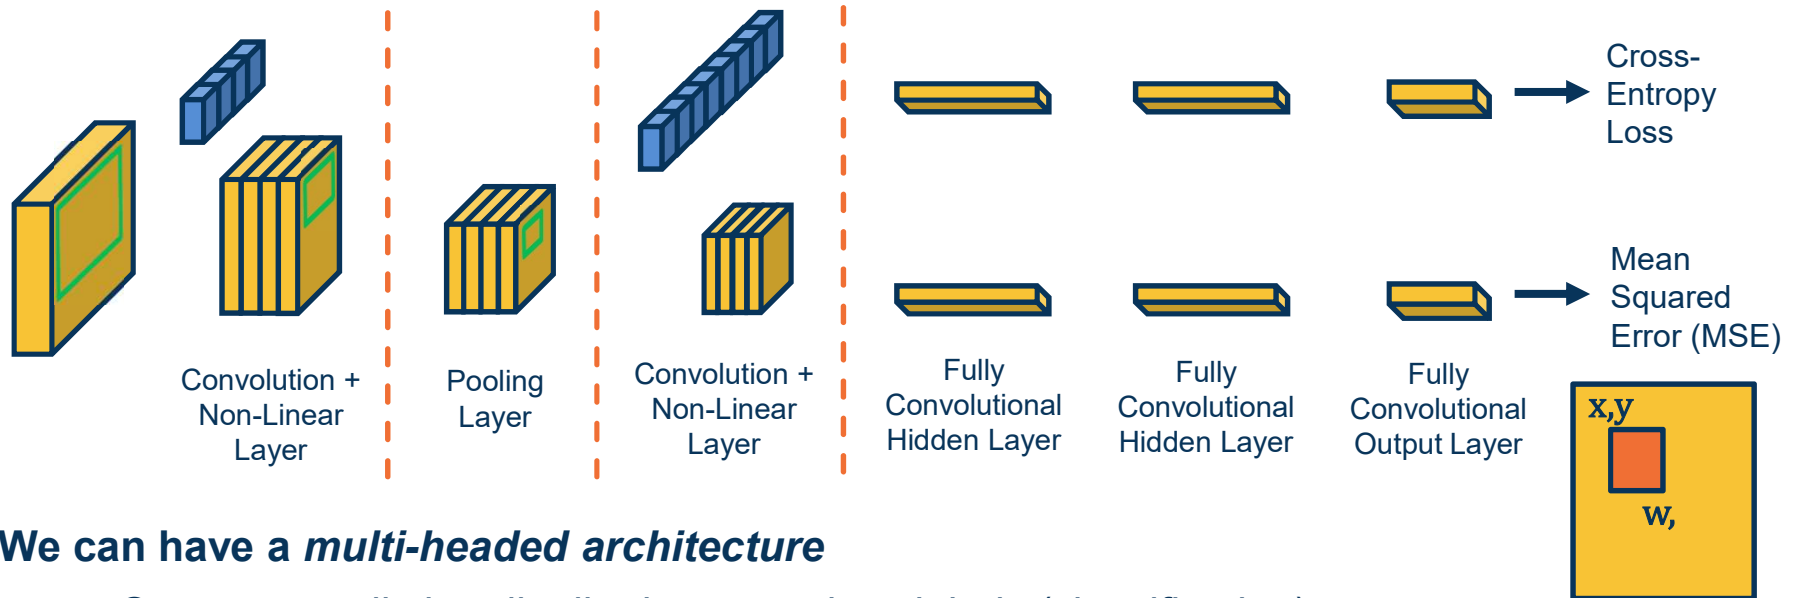 Cross-
Entropy
Loss
Mean
Squared
Error (MSE)
Convolution +
Non-Linear
Layer
Pooling
Layer
Convolution +
Non-Linear
Layer
Fully
Convolutional
Hidden Layer
Fully
Convolutional
Hidden Layer
Fully
Convolutional
Output Layer
x,y
w,
We can have a multi-headed architecture